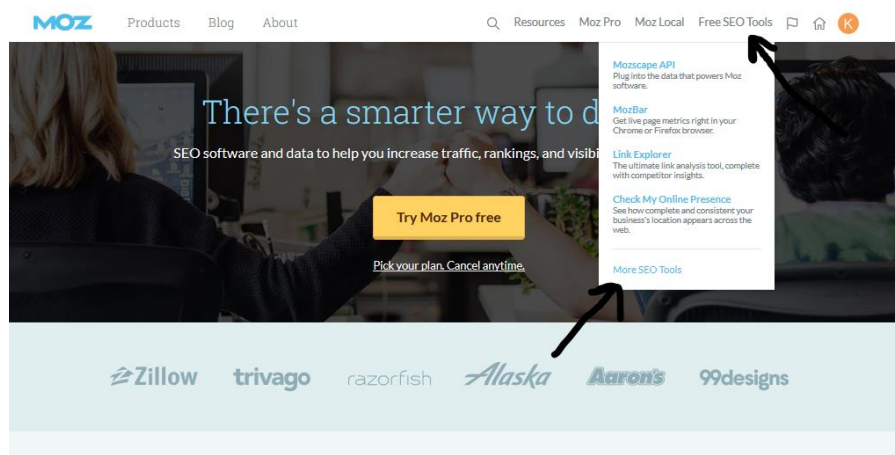 MOZ Products Blog About Resources Moz Pro Moz Local Free SEO Tools K
Mozscape API
Plug into the data that powers Moz
software.
MozBar
Get live page metrics right in your
Chrome or Firefox browser.
Link Explorer
The ultimate link analysis tool, complete
with competitor insights.
Check My Online Presence
See how complete and consistent your
business's location appears across the
web.
More SEO Tools
There's a smarter way to d
SEO software and data to help you increase traffic, rankings, and visibi
Try Moz Pro free
Pick your plan. Cancel anytime.
Zillow trivago razorfish Alaska Aaron's 99designs